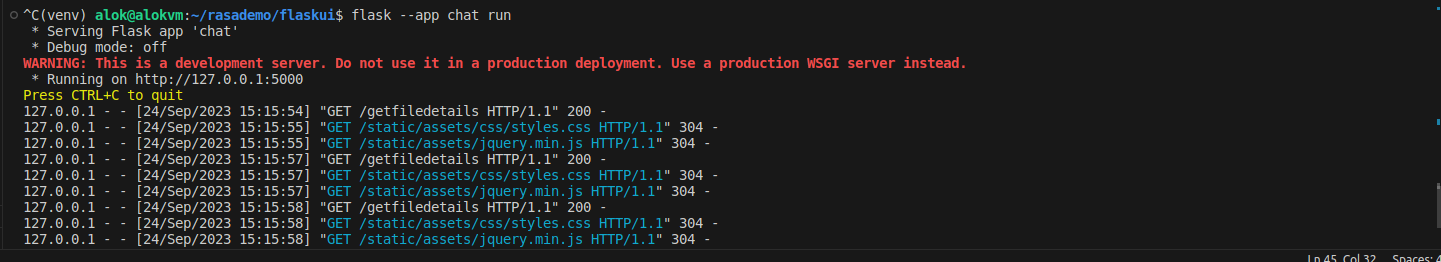 ^C(venv) alok@alokvm:~/rasademo/flaskui$ flask --app chat run
 * Serving Flask app 'chat'
 * Debug mode: off
WARNING: This is a development server. Do not use it in a production deployment. Use a production WSGI server instead.
 * Running on http://127.0.0.1:5000
Press CTRL+C to quit
127.0.0.1 - - [24/Sep/2023 15:15:54] "GET /getfiledetails HTTP/1.1" 200 -
127.0.0.1 - - [24/Sep/2023 15:15:55] "GET /static/assets/css/styles.css HTTP/1.1" 304 -
127.0.0.1 - - [24/Sep/2023 15:15:55] "GET /static/assets/jquery.min.js HTTP/1.1" 304 -
127.0.0.1 - - [24/Sep/2023 15:15:57] "GET /getfiledetails HTTP/1.1" 200 -
127.0.0.1 - - [24/Sep/2023 15:15:57] "GET /static/assets/css/styles.css HTTP/1.1" 304 -
127.0.0.1 - - [24/Sep/2023 15:15:57] "GET /static/assets/jquery.min.js HTTP/1.1" 304 -
127.0.0.1 - - [24/Sep/2023 15:15:58] "GET /getfiledetails HTTP/1.1" 200 -
127.0.0.1 - - [24/Sep/2023 15:15:58] "GET /static/assets/css/styles.css HTTP/1.1" 304 -
127.0.0.1 - - [24/Sep/2023 15:15:58] "GET /static/assets/jquery.min.js HTTP/1.1" 304 -
Ln 45, Col 32 Spaces: 4